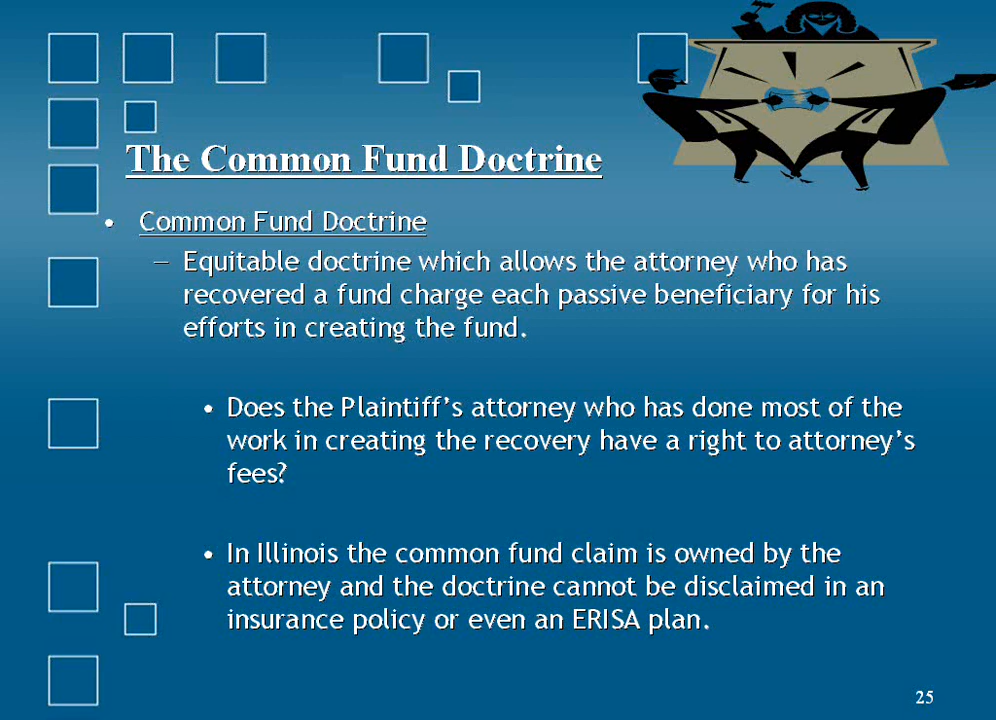 The Common Fund Doctrine
• Common Fund Doctrine
– Equitable doctrine which allows the attorney who has
recovered a fund charge each passive beneficiary for his
efforts in creating the fund.
• Does the Plaintiff's attorney who has done most of the
work in creating the recovery have a right to attorney's
fees?
• In Illinois the common fund claim is owned by the
attorney and the doctrine cannot be disclaimed in an
insurance policy or even an ERISA plan.
25